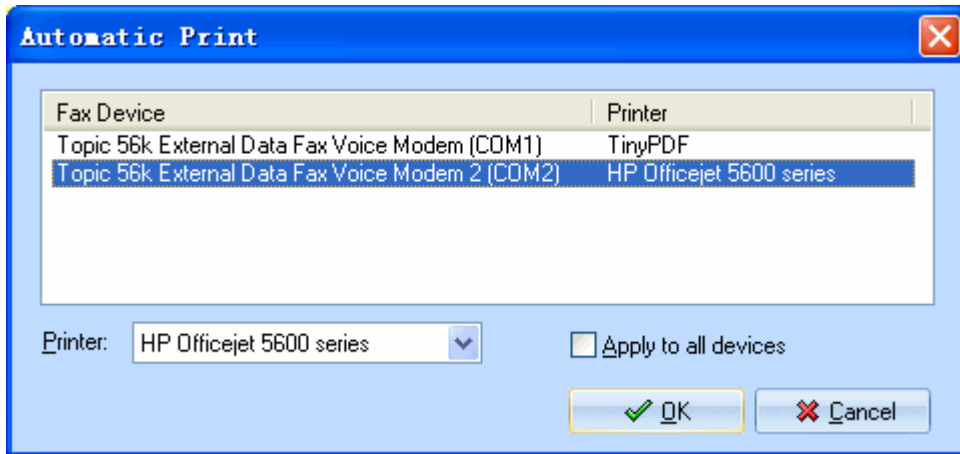 Automatic Print
Fax Device Printer
Topic 56k External Data Fax Voice Modem (COM1) TinyPDF
Topic 56k External Data Fax Voice Modem 2 (COM2) HP Officejet 5600 series
Printer: HP Officejet 5600 series Apply to all devices
OK Cancel